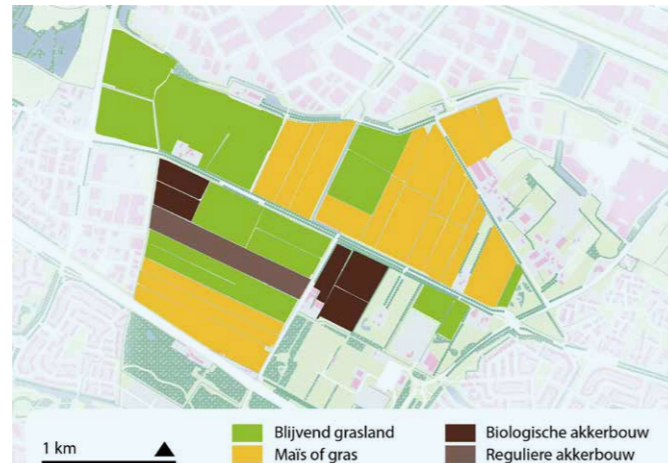 1 km
Blijvend grasland
Maïs of gras
Biologische akkerbouw
Reguliere akkerbouw